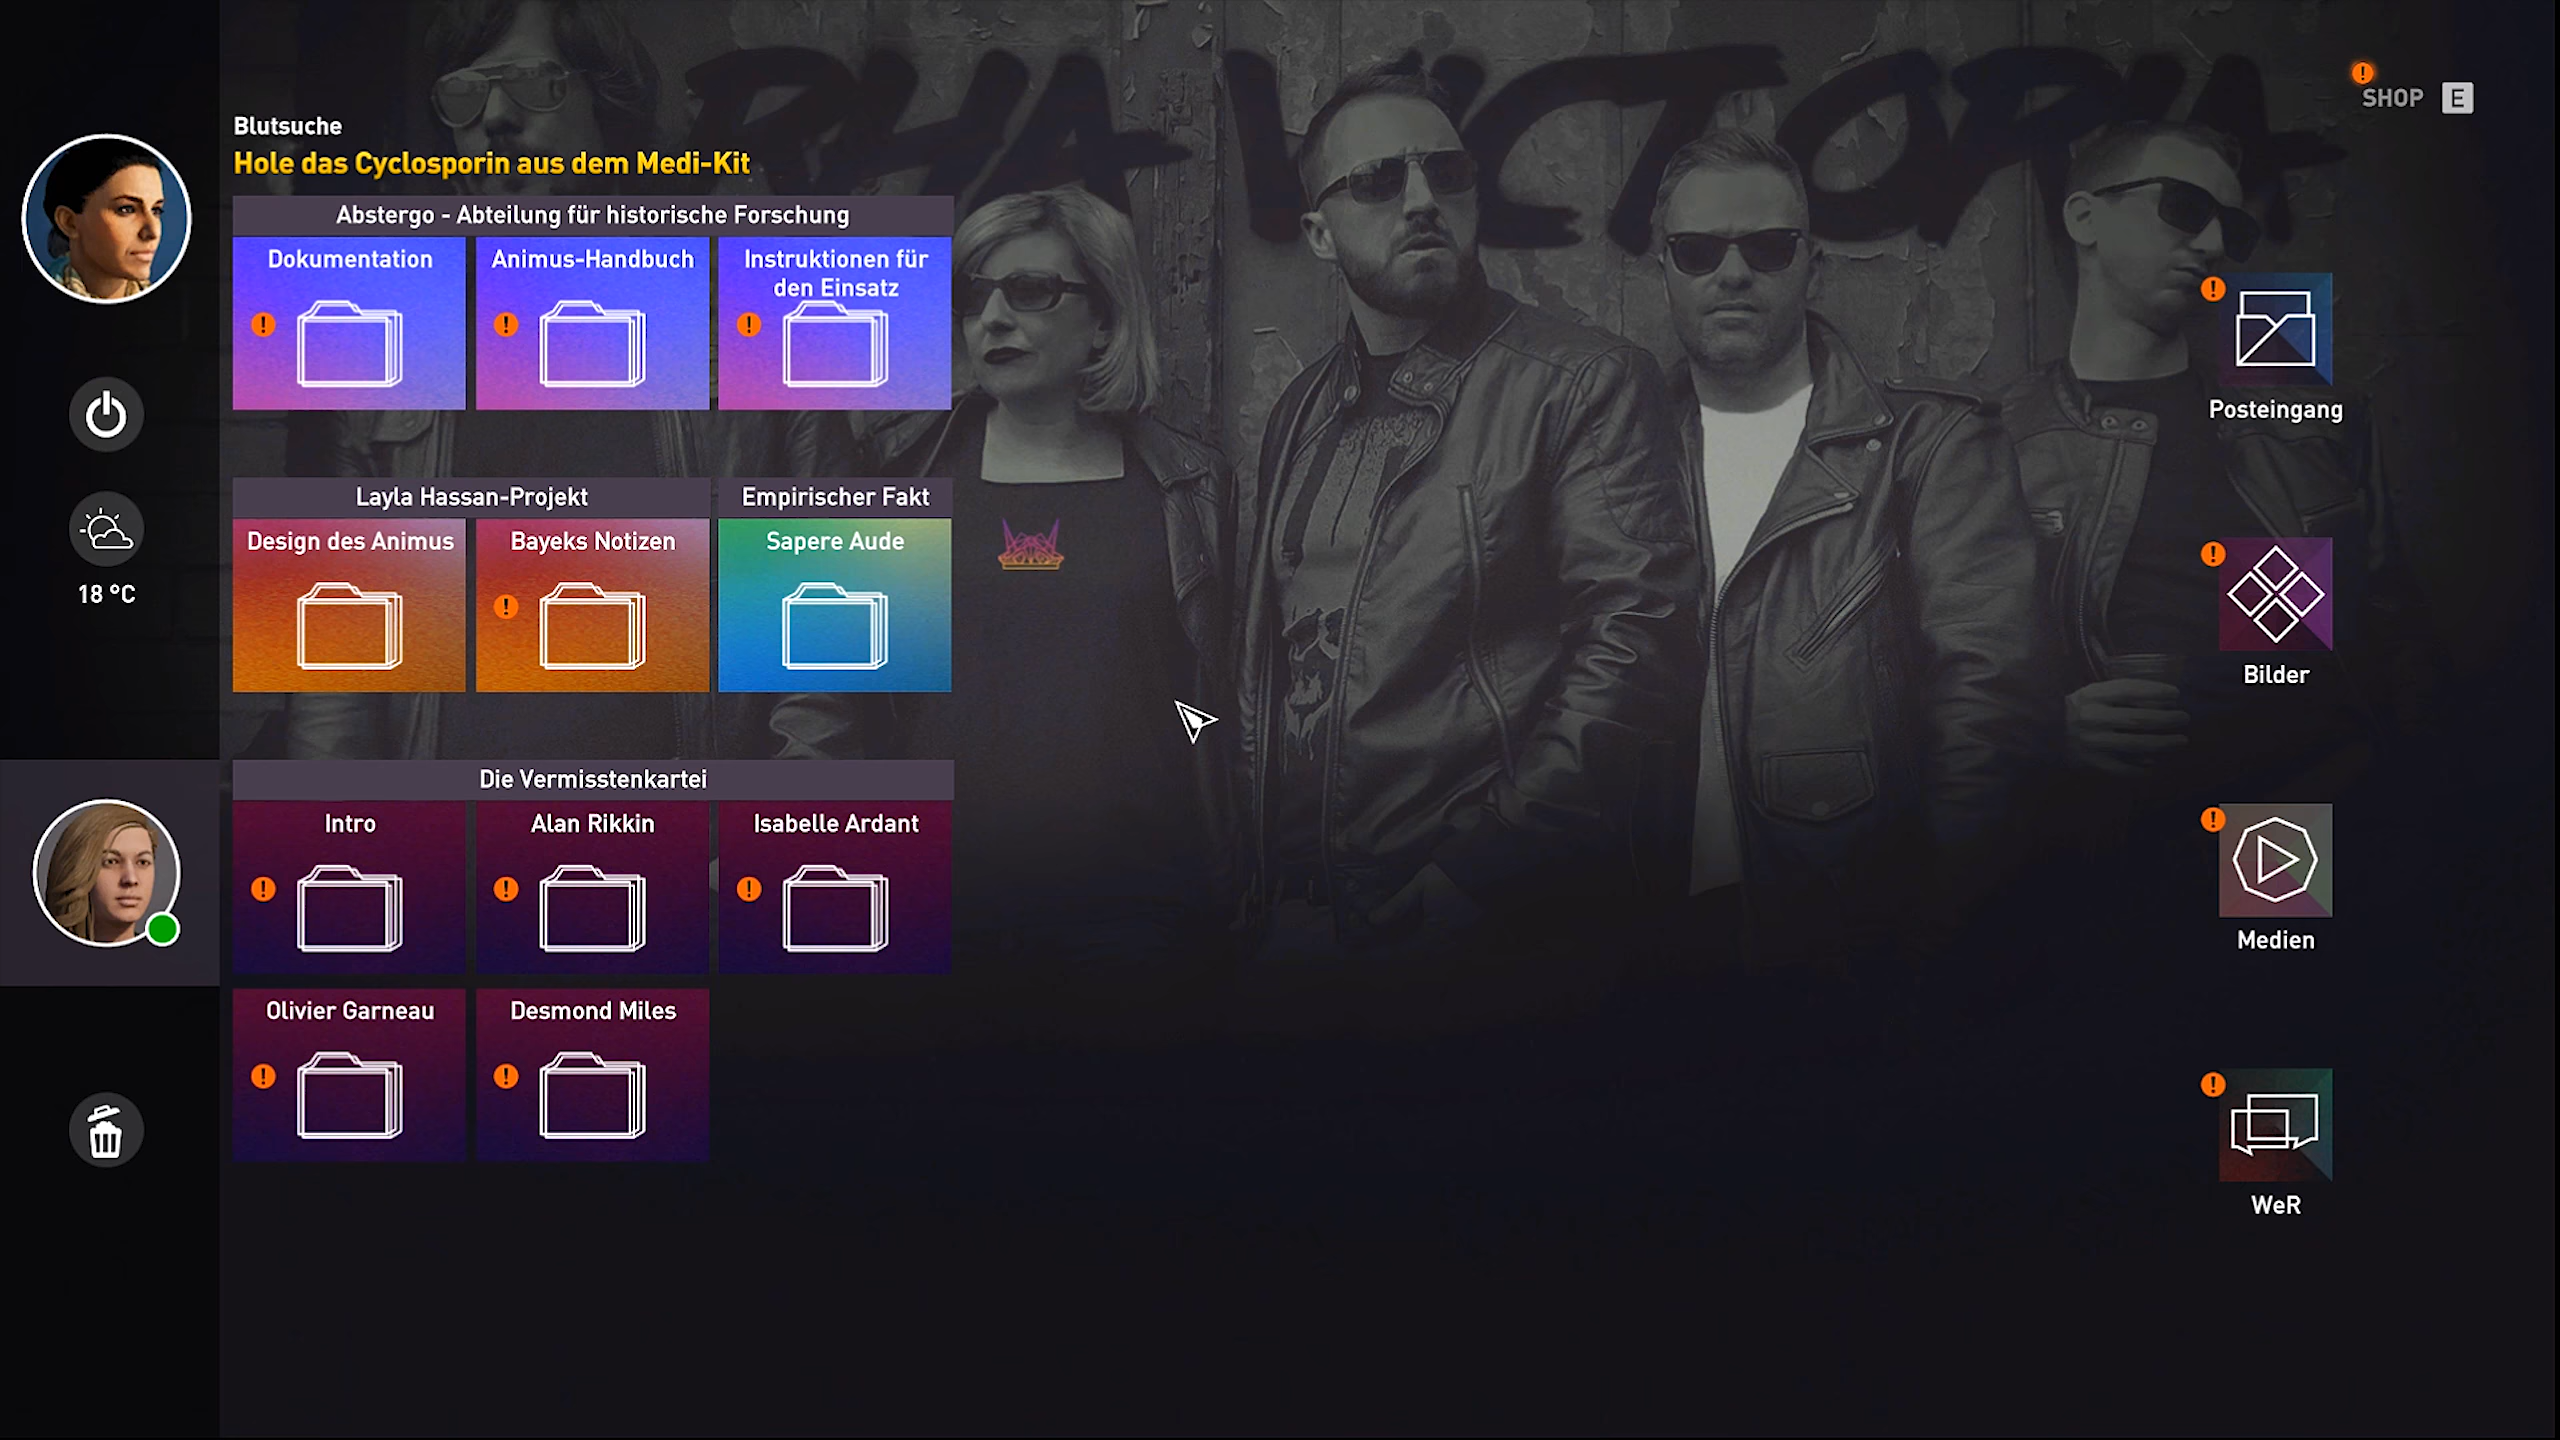 SHOP E
Blutsuche
Hole das Cyclosporin aus dem Medi-Kit
Abstergo - Abteilung für historische Forschung
Dokumentation
Animus-Handbuch
Instruktionen für
den Einsatz
Layla Hassan-Projekt
Empirischer Fakt
Design des Animus
Bayeks Notizen
Sapere Aude
Die Vermisstenkartei
Intro
Alan Rikkin
Isabelle Ardant
Olivier Garneau
Desmond Miles
18 °C
Posteingang
Bilder
Medien
WeR